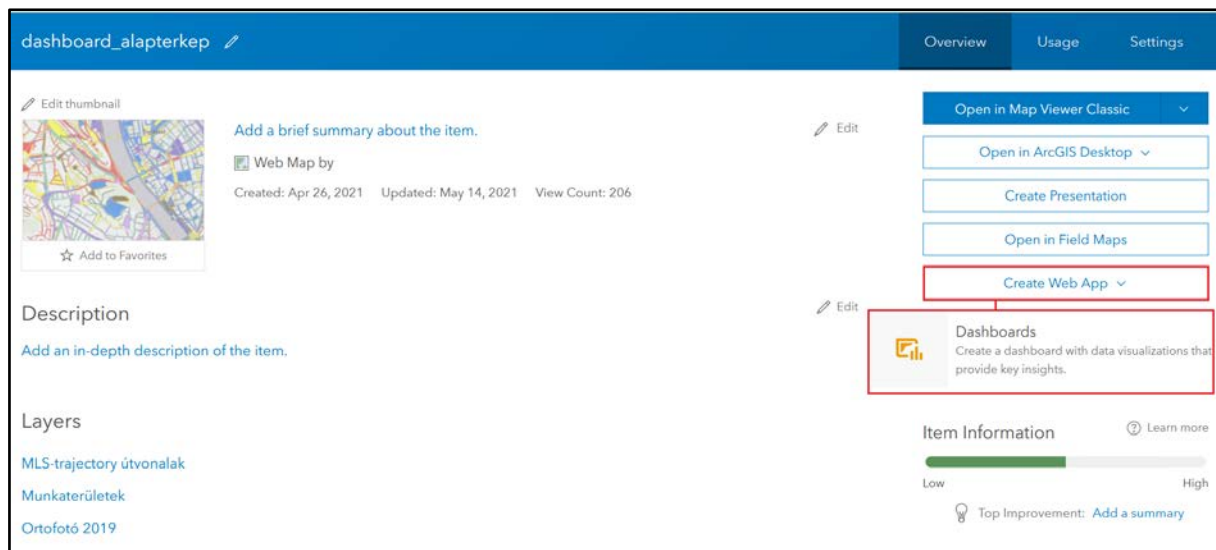 dashboard_alapterkep
Overview
Usage
Settings
Edit thumbnail
Add to Favorites
Add a brief summary about the item.
Edit
Web Map by
Created: Apr 26, 2021 Updated: May 14, 2021 View Count: 206
Description
Edit
Add an in-depth description of the item.
Layers
MLS-trajectory útvonalak
Munkaterületek
Ortofotó 2019
Open in Map Viewer Classic
Open in ArcGIS Desktop
Create Presentation
Open in Field Maps
Create Web App
Dashboards
Create a dashboard with data visualizations that
provide key insights.
Item Information
Learn more
Low
High
Top Improvement: Add a summary